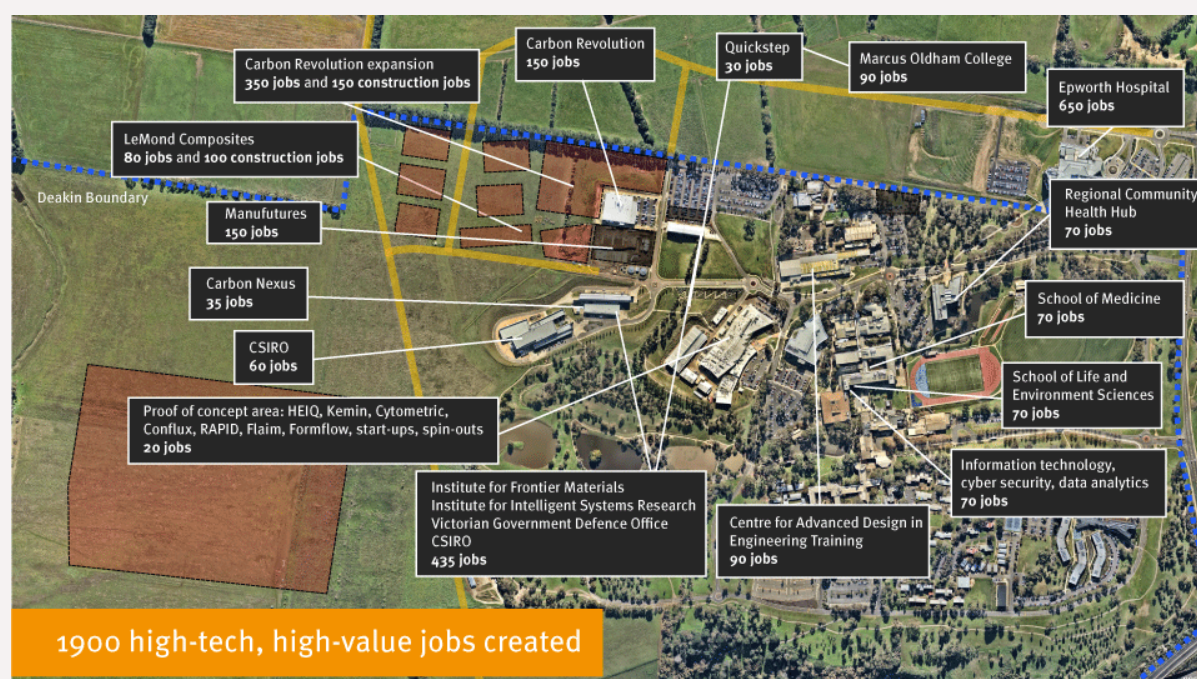 Carbon Revolution expansion
350 jobs and 150 construction jobs
Carbon Revolution
150 jobs
Quickstep
30 jobs
Marcus Oldham College
90 jobs
Epworth Hospital
650 jobs
LeMond Composites
80 jobs and 100 construction jobs
Deakin Boundary
Regional Community
Health Hub
70 jobs
Manufutures
150 jobs
Carbon Nexus
35 jobs
School of Medicine
70 jobs
CSIRO
60 jobs
School of Life and
Environment Sciences
70 jobs
Proof of concept area: HEIQ, Kemin, Cytometric,
Conflux, RAPID, Flaim, Formflow, start-ups, spin-outs
20 jobs
Information technology,
cyber security, data analytics
70 jobs
Institute for Frontier Materials
Institute for Intelligent Systems Research
Victorian Government Defence Office
CSIRO
435 jobs
Centre for Advanced Design in
Engineering Training
90 jobs
1900 high-tech, high-value jobs created